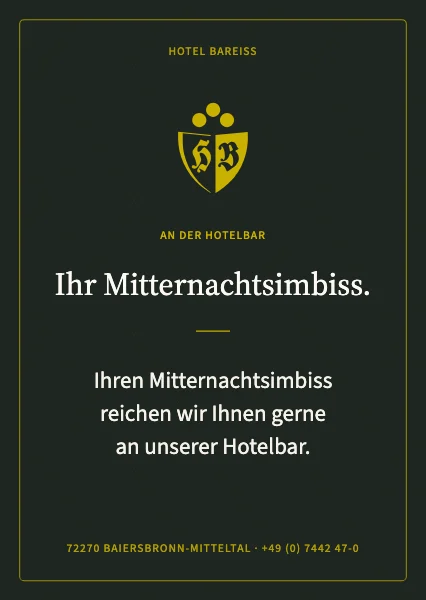 HOTEL BAREISS
H B
AN DER HOTELBAR
Ihr Mitternachtsimbiss.
Ihren Mitternachtsimbiss
reichen wir Ihnen gerne
an unserer Hotelbar.
72270 BAIERSBRONN-MITTELTAL · +49 (0) 7442 47-0